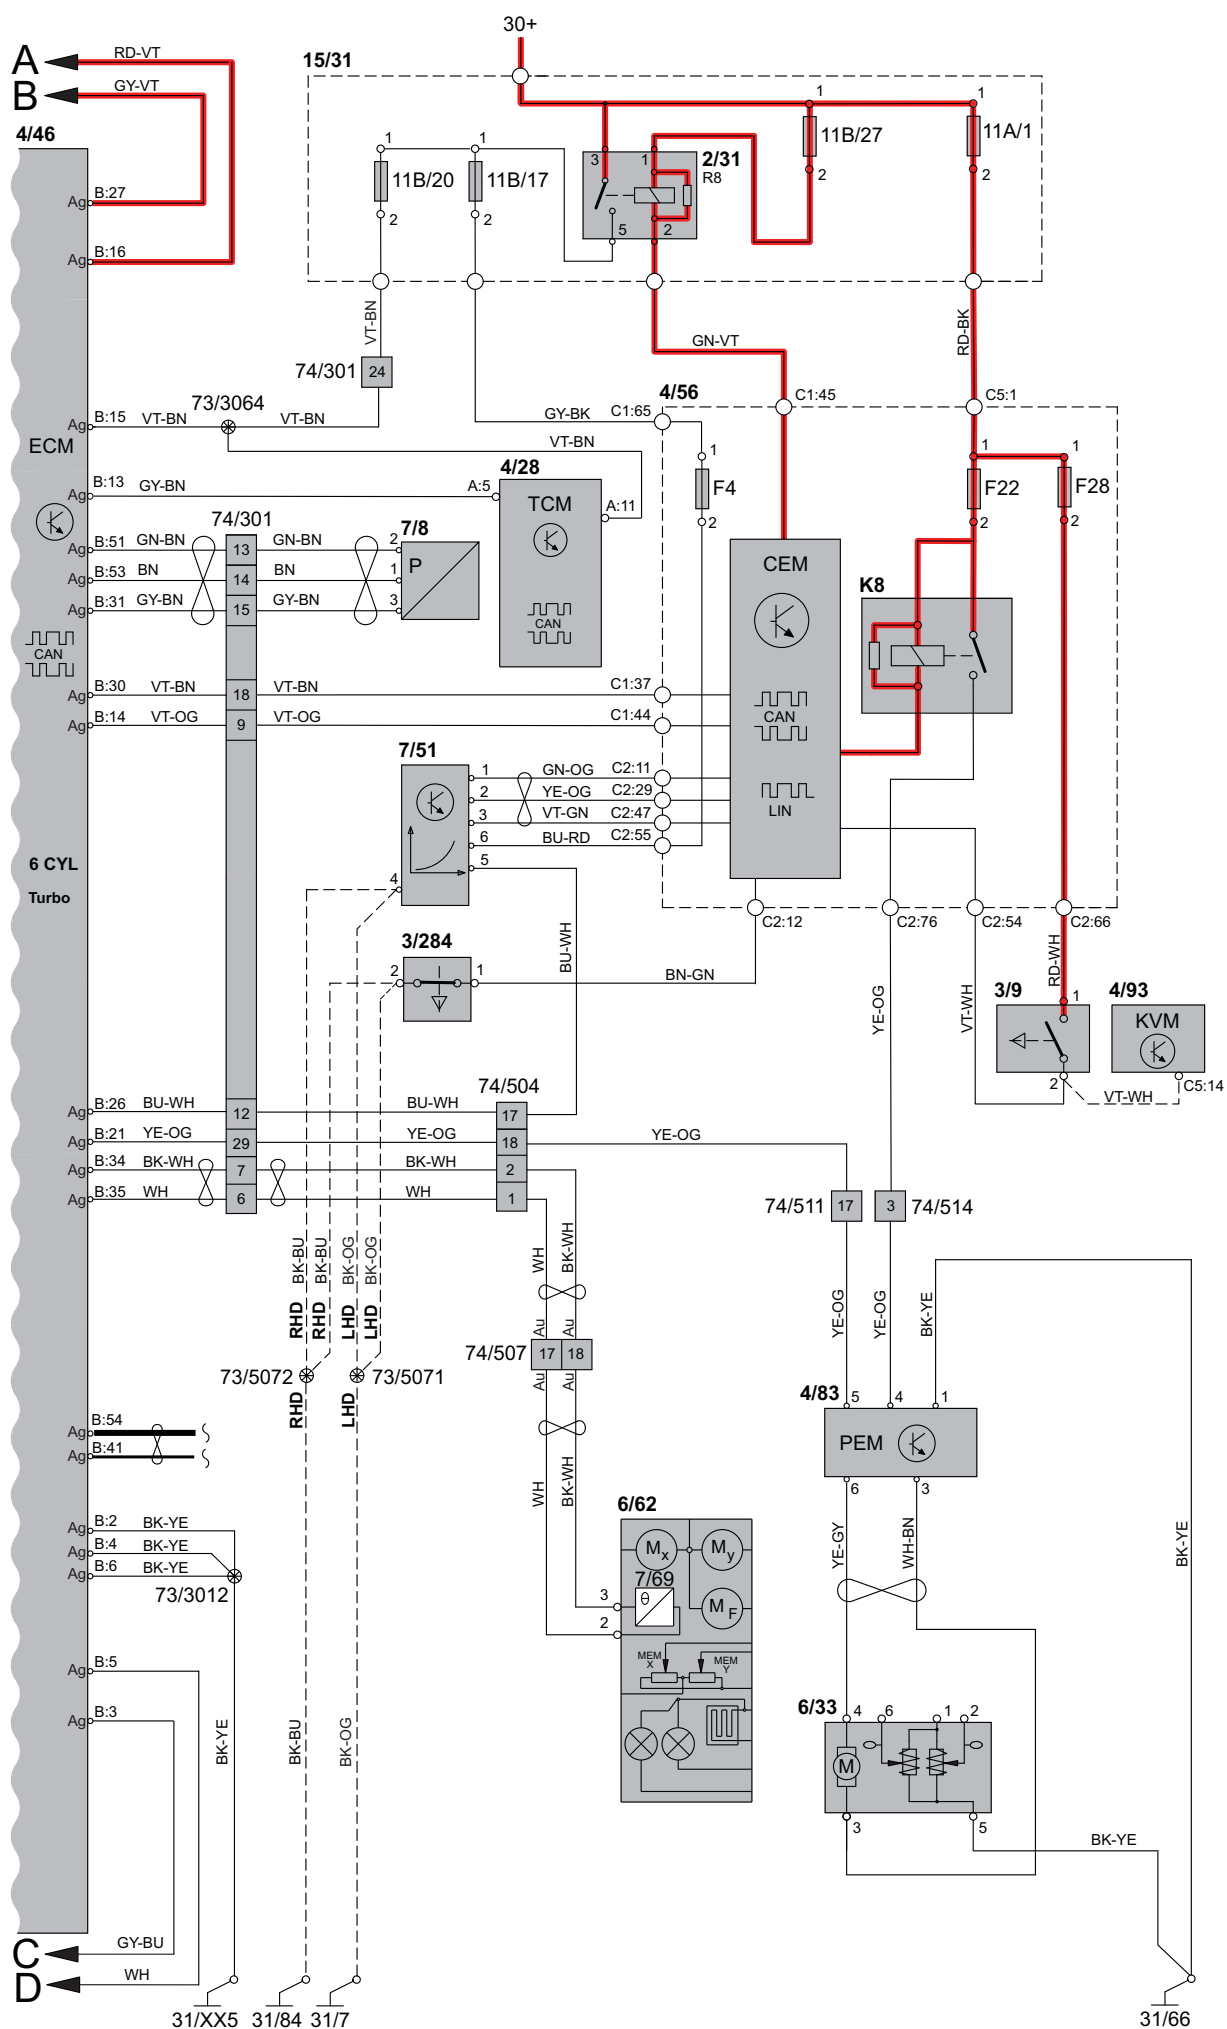 30+
A
RD-VT
15/31
B
GY-VT
4/46
1
1
11B/27
11A/1
1
1
3
1
2/31
R8
11B/20
11B/17
2
2
Ag
B:27
2
2
5
2
Ag
B:16
VT-BN
GN-VT
RD-BK
74/301
24
4/56
C1:45
C5:1
73/3064
Ag
B:15
VT-BN
VT-BN
GY-BK
C1:65
ECM
VT-BN
1
1
1
4/28
Ag
B:13
GY-BN
A:5
TCM
F4
F22
F28
A:11
74/301
7/8
2
2
2
Ag
B:51
GN-BN
13
GN-BN
2
P
CEM
Ag
B:53
BN
14
BN
1
K8
Ag
B:31
GY-BN
15
GY-BN
3
CAN
CAN
Ag
B:30
VT-BN
18
VT-BN
C1:37
Ag
B:14
VT-OG
9
VT-OG
C1:44
CAN
7/51
1
GN-OG
C2:11
2
YE-OG
C2:29
3
VT-GN
C2:47
LIN
6
BU-RD
C2:55
6 CYL
5
4
Turbo
C2:12
C2:76
C2:54
C2:66
BU-WH
3/284
2
1
BN-GN
YE-OG
VT-WH
RD-WH
3/9
1
4/93
KVM
2
VT-WH
C5:14
74/504
Ag
B:26
BU-WH
12
BU-WH
17
Ag
B:21
YE-OG
29
YE-OG
18
YE-OG
Ag
B:34
BK-WH
7
BK-WH
2
Ag
B:35
WH
6
WH
1
74/511
17
3
74/514
BK-BU
BK-BU
BK-OG
BK-OG
WH
BK-WH
RHD
RHD
LHD
LHD
YE-OG
YE-OG
BK-YE
Au
Au
74/507
17
18
73/5072
73/5071
Au
Au
RHD
LHD
4/83
5
4
1
PEM
Ag
B:54
Ag
B:41
6
3
WH
BK-WH
6/62
Ag
B:2
BK-YE
Ag
B:4
BK-YE
Ag
B:6
BK-YE
YE-GY
WH-BN
BK-YE
Mx
My
73/3012
7/69
3
θ
MF
2
Ag
B:5
MEM
X
MEM
Y
Ag
B:3
6/33
4
6
1
2
BK-YE
BK-BU
BK-OG
M
3
5
BK-YE
C
GY-BU
D
WH
31/XX5
31/84
31/7
31/66